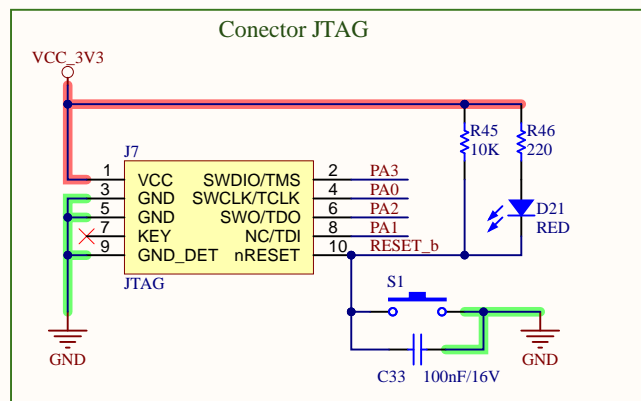 Conector JTAG
VCC_3V3
R45
10K
R46
220
J7
1 VCC SWDIO/TMS 2 PA3
3 GND SWCLK/TCLK 4 PA0
5 GND SWO/TDO 6 PA2
7 KEY NC/TDI 8 PA1
9 GND_DET nRESET 10 RESET_b
JTAG
D21
RED
S1
GND
C33 100nF/16V
GND